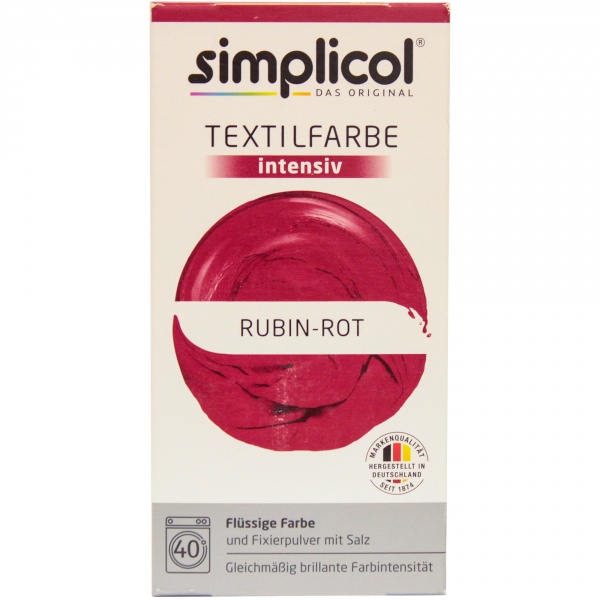 simplicol®
DAS ORIGINAL
TEXTILFARBE
intensiv
RUBIN-ROT
MARKENQUALITÄT
HERGESTELLT IN
DEUTSCHLAND
SEIT 1874
40
Flüssige Farbe
und Fixierpulver mit Salz
Gleichmäßig brillante Farbintensität